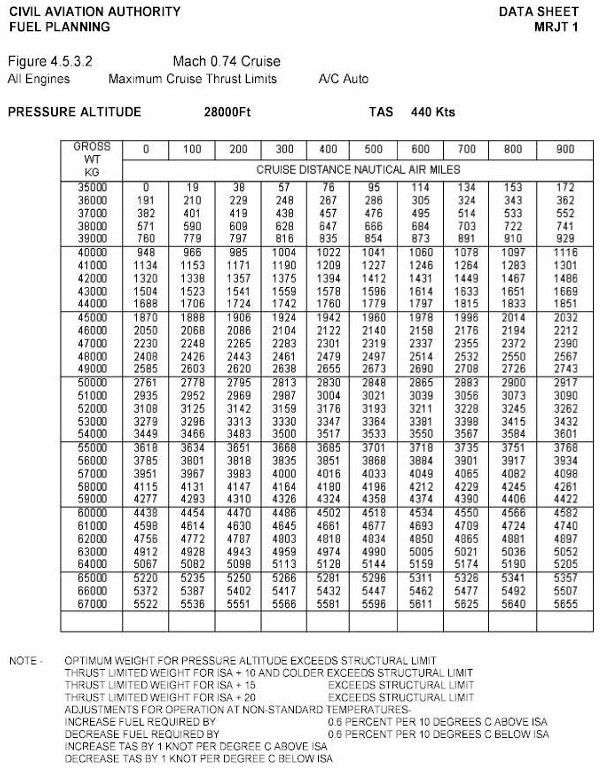 CIVIL AVIATION AUTHORITY DATA SHEET
FUEL PLANNING MRJT 1
Figure 4.5.3.2 Mach 0.74 Cruise
All Engines Maximum Cruise Thrust Limits A/C Auto
PRESSURE ALTITUDE 28000Ft TAS 440 Kts
GROSS WT KG 0 100 200 300 400 500 600 700 800 900
CRUISE DISTANCE NAUTICAL AIR MILES
35000 0 19 38 57 76 95 114 134 153 172
36000 191 210 229 248 267 286 305 324 343 362
37000 382 401 419 438 457 476 495 514 533 552
38000 571 590 609 628 647 666 684 703 722 741
39000 760 779 797 816 835 854 873 891 910 929
40000 948 966 985 1004 1022 1041 1060 1078 1097 1116
41000 1134 1153 1171 1190 1209 1227 1246 1264 1283 1301
42000 1320 1338 1357 1375 1394 1412 1431 1449 1467 1486
43000 1504 1523 1541 1559 1578 1596 1614 1633 1651 1669
44000 1688 1706 1724 1742 1760 1779 1797 1815 1833 1851
45000 1870 1888 1906 1924 1942 1960 1978 1996 2014 2032
46000 2050 2068 2086 2104 2122 2140 2158 2176 2194 2212
47000 2230 2248 2265 2283 2301 2319 2337 2355 2372 2390
48000 2408 2426 2443 2461 2479 2497 2514 2532 2550 2567
49000 2585 2603 2620 2638 2655 2673 2690 2708 2726 2743
50000 2761 2778 2795 2813 2830 2848 2865 2883 2900 2917
51000 2935 2952 2969 2987 3004 3021 3039 3056 3073 3090
52000 3108 3125 3142 3159 3176 3193 3211 3228 3245 3262
53000 3279 3296 3313 3330 3347 3364 3381 3398 3415 3432
54000 3449 3466 3483 3500 3517 3533 3550 3567 3584 3601
55000 3618 3634 3651 3668 3685 3701 3718 3735 3751 3768
56000 3785 3801 3818 3835 3851 3868 3884 3901 3917 3934
57000 3951 3967 3983 4000 4016 4033 4049 4065 4082 4098
58000 4115 4131 4147 4164 4180 4196 4212 4229 4245 4261
59000 4277 4293 4310 4326 4324 4358 4374 4390 4406 4422
60000 4438 4454 4470 4486 4502 4518 4534 4550 4566 4582
61000 4598 4614 4630 4645 4661 4677 4693 4709 4724 4740
62000 4756 4772 4787 4803 4818 4834 4850 4865 4881 4897
63000 4912 4928 4943 4959 4974 4990 5005 5021 5036 5052
64000 5067 5082 5098 5113 5128 5144 5159 5174 5190 5205
65000 5220 5235 5250 5266 5281 5296 5311 5326 5341 5357
66000 5372 5387 5402 5417 5432 5447 5462 5477 5492 5507
67000 5522 5536 5551 5566 5581 5596 5611 5625 5640 5655
NOTE - OPTIMUM WEIGHT FOR PRESSURE ALTITUDE EXCEEDS STRUCTURAL LIMIT
THRUST LIMITED WEIGHT FOR ISA + 10 AND COLDER EXCEEDS STRUCTURAL LIMIT
THRUST LIMITED WEIGHT FOR ISA + 15 EXCEEDS STRUCTURAL LIMIT
THRUST LIMITED WEIGHT FOR ISA + 20 EXCEEDS STRUCTURAL LIMIT
ADJUSTMENTS FOR OPERATION AT NON-STANDARD TEMPERATURES-
INCREASE FUEL REQUIRED BY 0.6 PERCENT PER 10 DEGREES C ABOVE ISA
DECREASE FUEL REQUIRED BY 0.6 PERCENT PER 10 DEGREES C BELOW ISA
INCREASE TAS BY 1 KNOT PER DEGREE C ABOVE ISA
DECREASE TAS BY 1 KNOT PER DEGREE C BELOW ISA